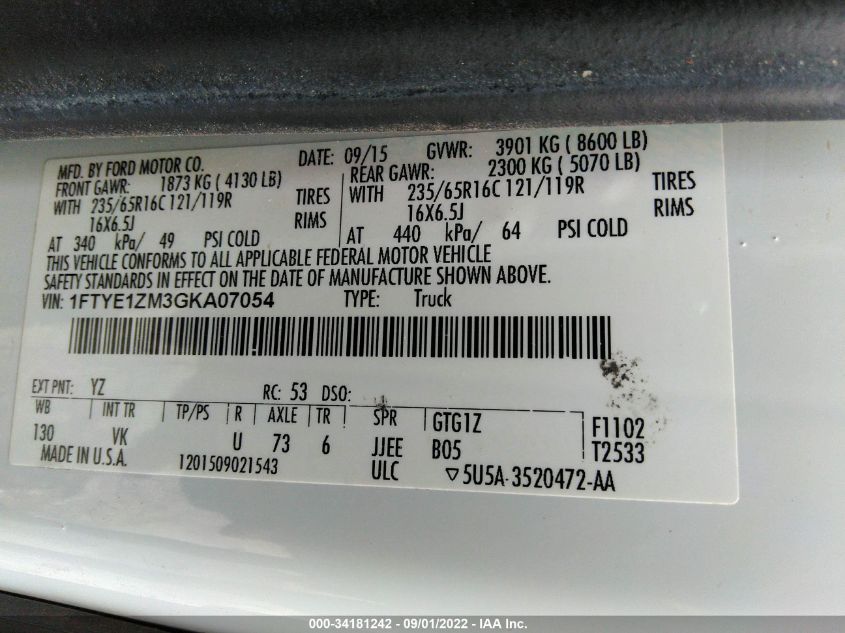 MFD. BY FORD MOTOR CO. DATE: 09/15 GVWR: 3901 KG ( 8600 LB)
FRONT GAWR: 1873 KG ( 4130 LB) REAR GAWR: 2300 KG ( 5070 LB)
WITH 235/65R16C 121/119R TIRES WITH 235/65R16C 121/119R TIRES
16X6.5J RIMS 16X6.5J RIMS
AT 340 kPa/ 49 PSI COLD AT 440 kPa/ 64 PSI COLD
THIS VEHICLE CONFORMS TO ALL APPLICABLE FEDERAL MOTOR VEHICLE
SAFETY STANDARDS IN EFFECT ON THE DATE OF MANUFACTURE SHOWN ABOVE.
VIN: 1FTYE1ZM3GKA07054 TYPE: Truck
EXT PNT: YZ RC: 53 DSO:
WB INT TR TP/PS R AXLE TR SPR GTG1Z F1102
130 VK U 73 6 JJEE B05 T2533
MADE IN U.S.A. 1201509021543 ULC ▽5U5A-3520472-AA
000-34181242 - 09/01/2022 - IAA Inc.